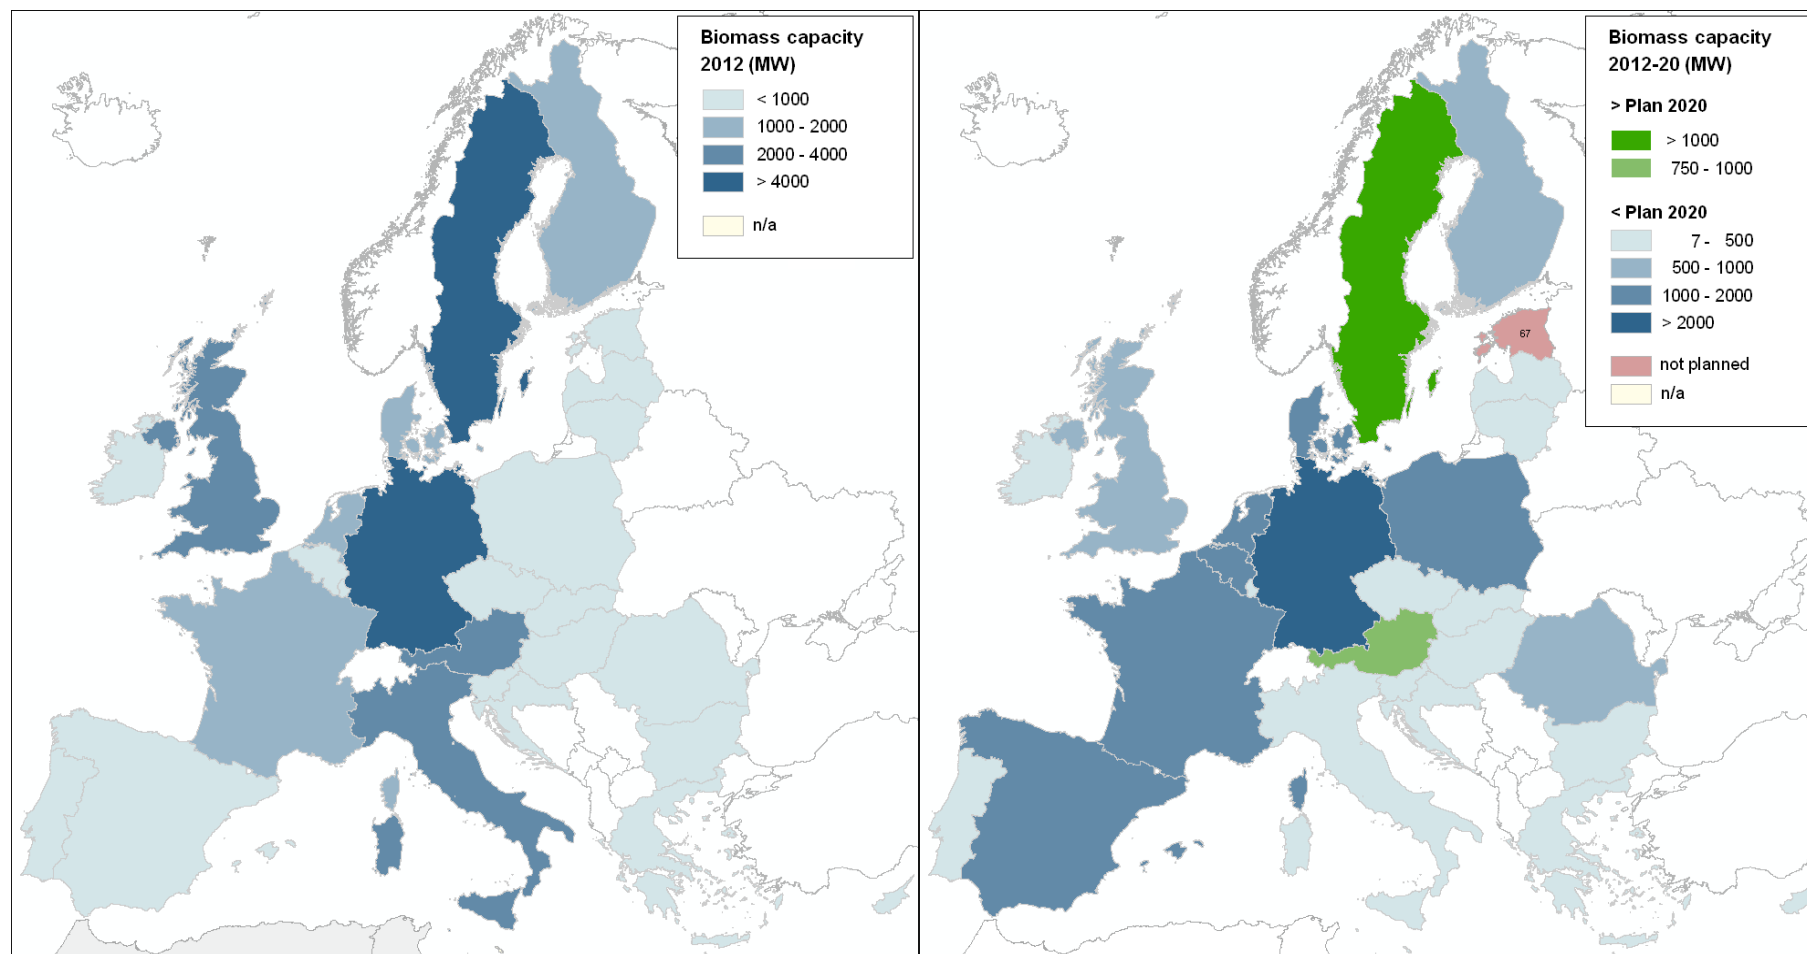 Biomass capacity
2012 (MW)
< 1000
1000 - 2000
2000 - 4000
> 4000
n/a
Biomass capacity
2012-20 (MW)
> Plan 2020
> 1000
750 - 1000
< Plan 2020
7 - 500
500 - 1000
1000 - 2000
> 2000
not planned
n/a
67